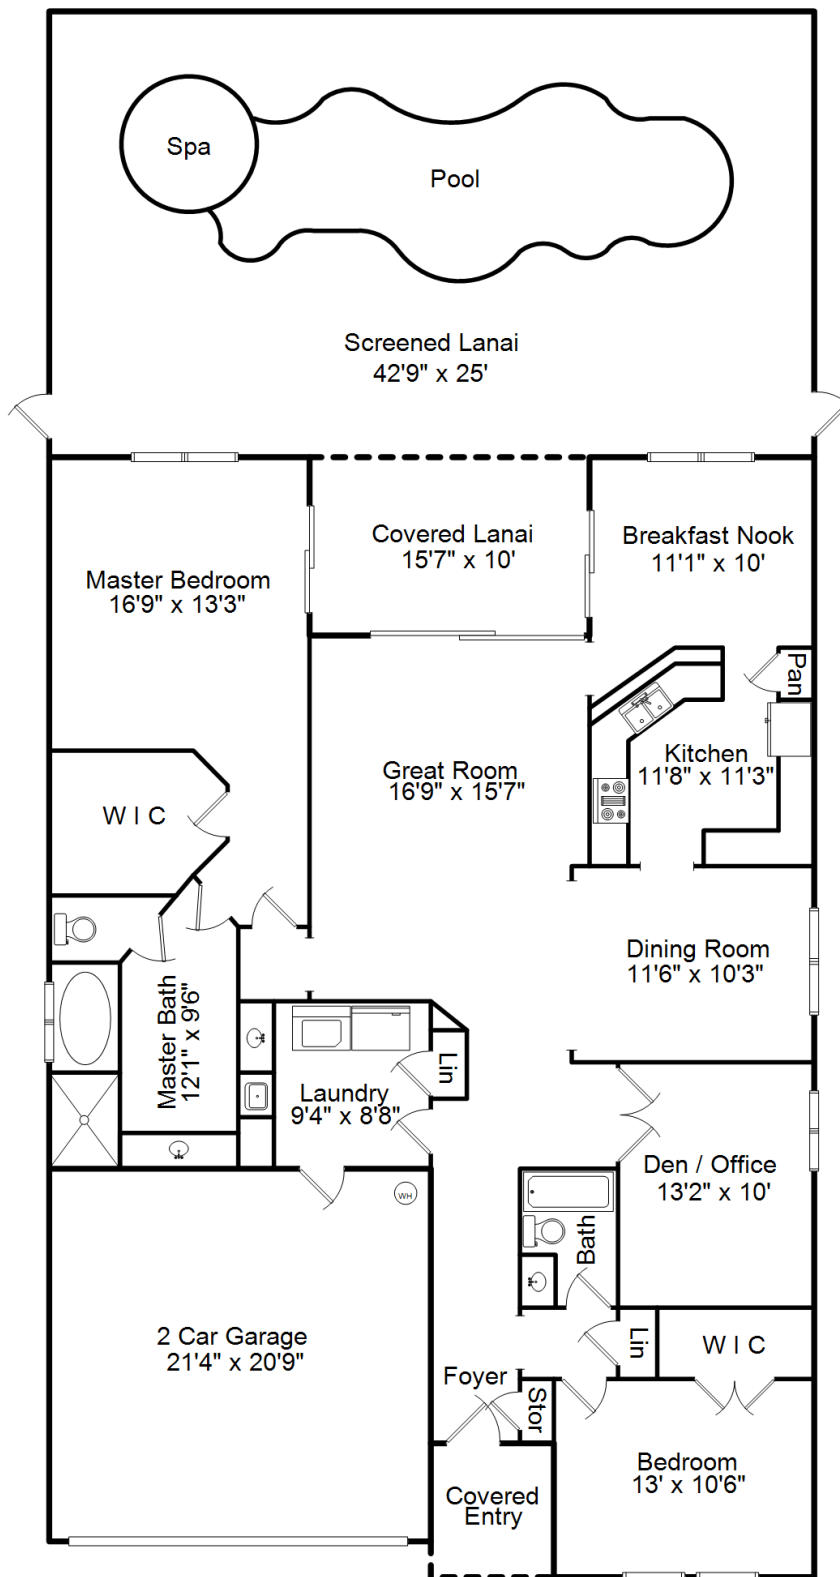 Spa
Pool
Screened Lanai
42'9" x 25'
Covered Lanai
15'7" x 10'
Breakfast Nook
11'1" x 10'
Master Bedroom
16'9" x 13'3"
Pan
Kitchen
11'8" x 11'3"
Great Room
16'9" x 15'7"
W I C
Dining Room
11'6" x 10'3"
Master Bath
12'1" x 9'6"
Lin
Laundry
9'4" x 8'8"
Den / Office
13'2" x 10'
WH
Bath
2 Car Garage
21'4" x 20'9"
Lin
W I C
Foyer
Stor
Bedroom
13' x 10'6"
Covered
Entry